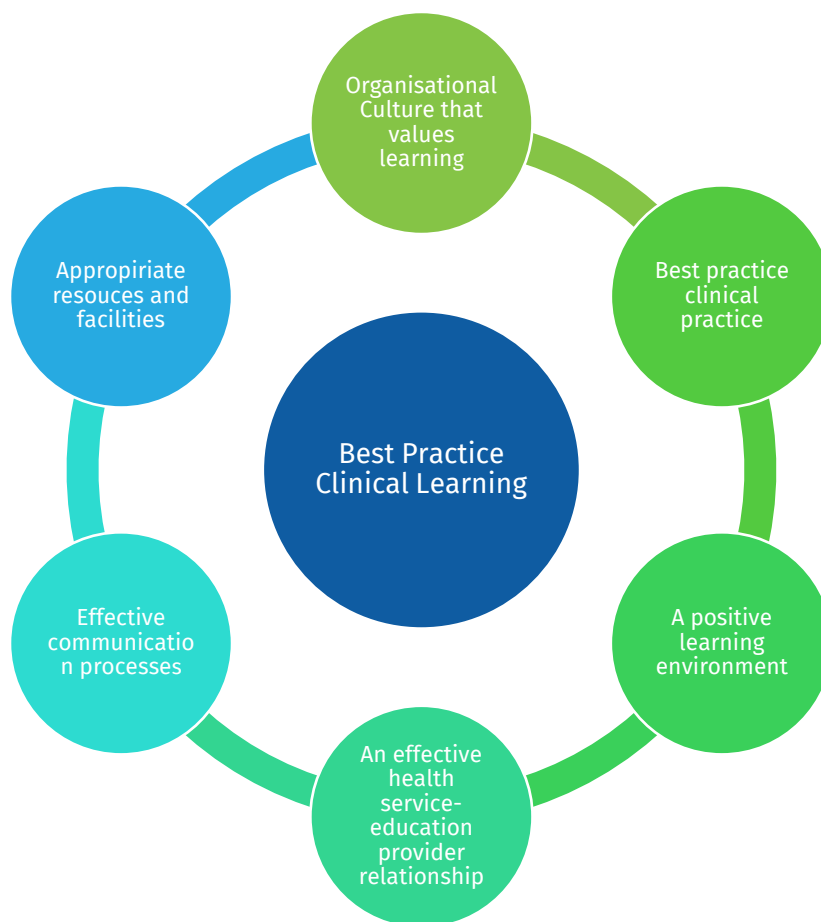 Organisational
Culture that
values
learning
Best practice
clinical
practice
A positive
learning
environment
An effective
health
service-
education
provider
relationship
Effective
communicatio
n processes
Appropiriate
resouces and
facilities
Best Practice
Clinical Learning